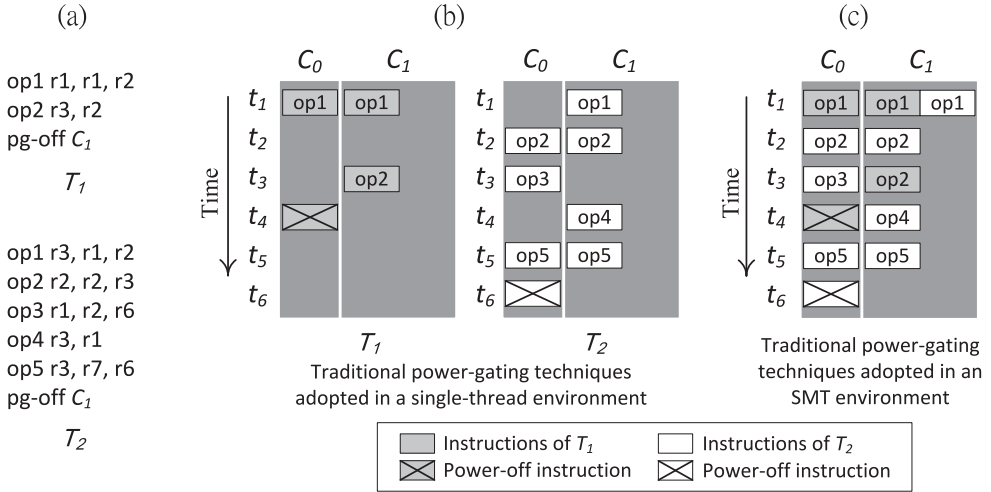 (a)
op1 r1, r1, r2
op2 r3, r2
pg-off C1
T1
op1 r3, r1, r2
op2 r2, r2, r3
op3 r1, r2, r6
op4 r3, r1
op5 r3, r7, r6
pg-off C1
T2
(b)
C0 C1
Time
t1 op1 op1
t2
t3 op2
t4
t5
t6
T1
C0 C1
t1 op1
t2 op2 op2
t3 op3
t4 op4
t5 op5 op5
t6
T2
Traditional power-gating techniques
adopted in a single-thread environment
(c)
C0 C1
Time
t1 op1 op1 op1
t2 op2 op2
t3 op3 op2
t4 op4
t5 op5 op5
t6
Traditional power-gating
techniques adopted in an
SMT environment
Instructions of T1
Instructions of T2
Power-off instruction
Power-off instruction